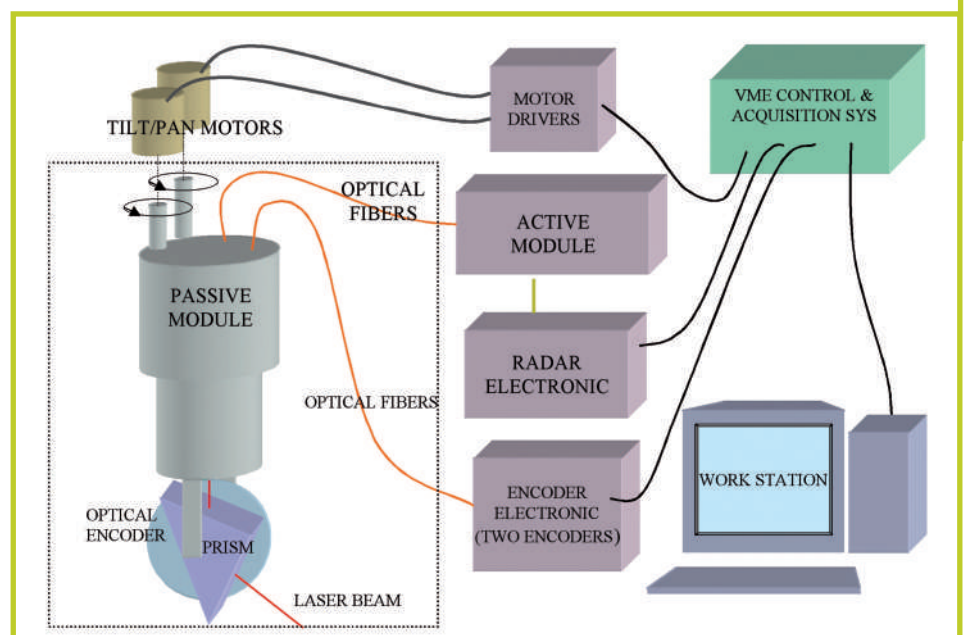 TILT/PAN MOTORS
MOTOR
DRIVERS
VME CONTROL &
ACQUISITION SYS
OPTICAL
FIBERS
ACTIVE
MODULE
PASSIVE
MODULE
RADAR
ELECTRONIC
OPTICAL FIBERS
ENCODER
ELECTRONIC
(TWO ENCODERS)
WORK STATION
OPTICAL
ENCODER
PRISM
LASER BEAM